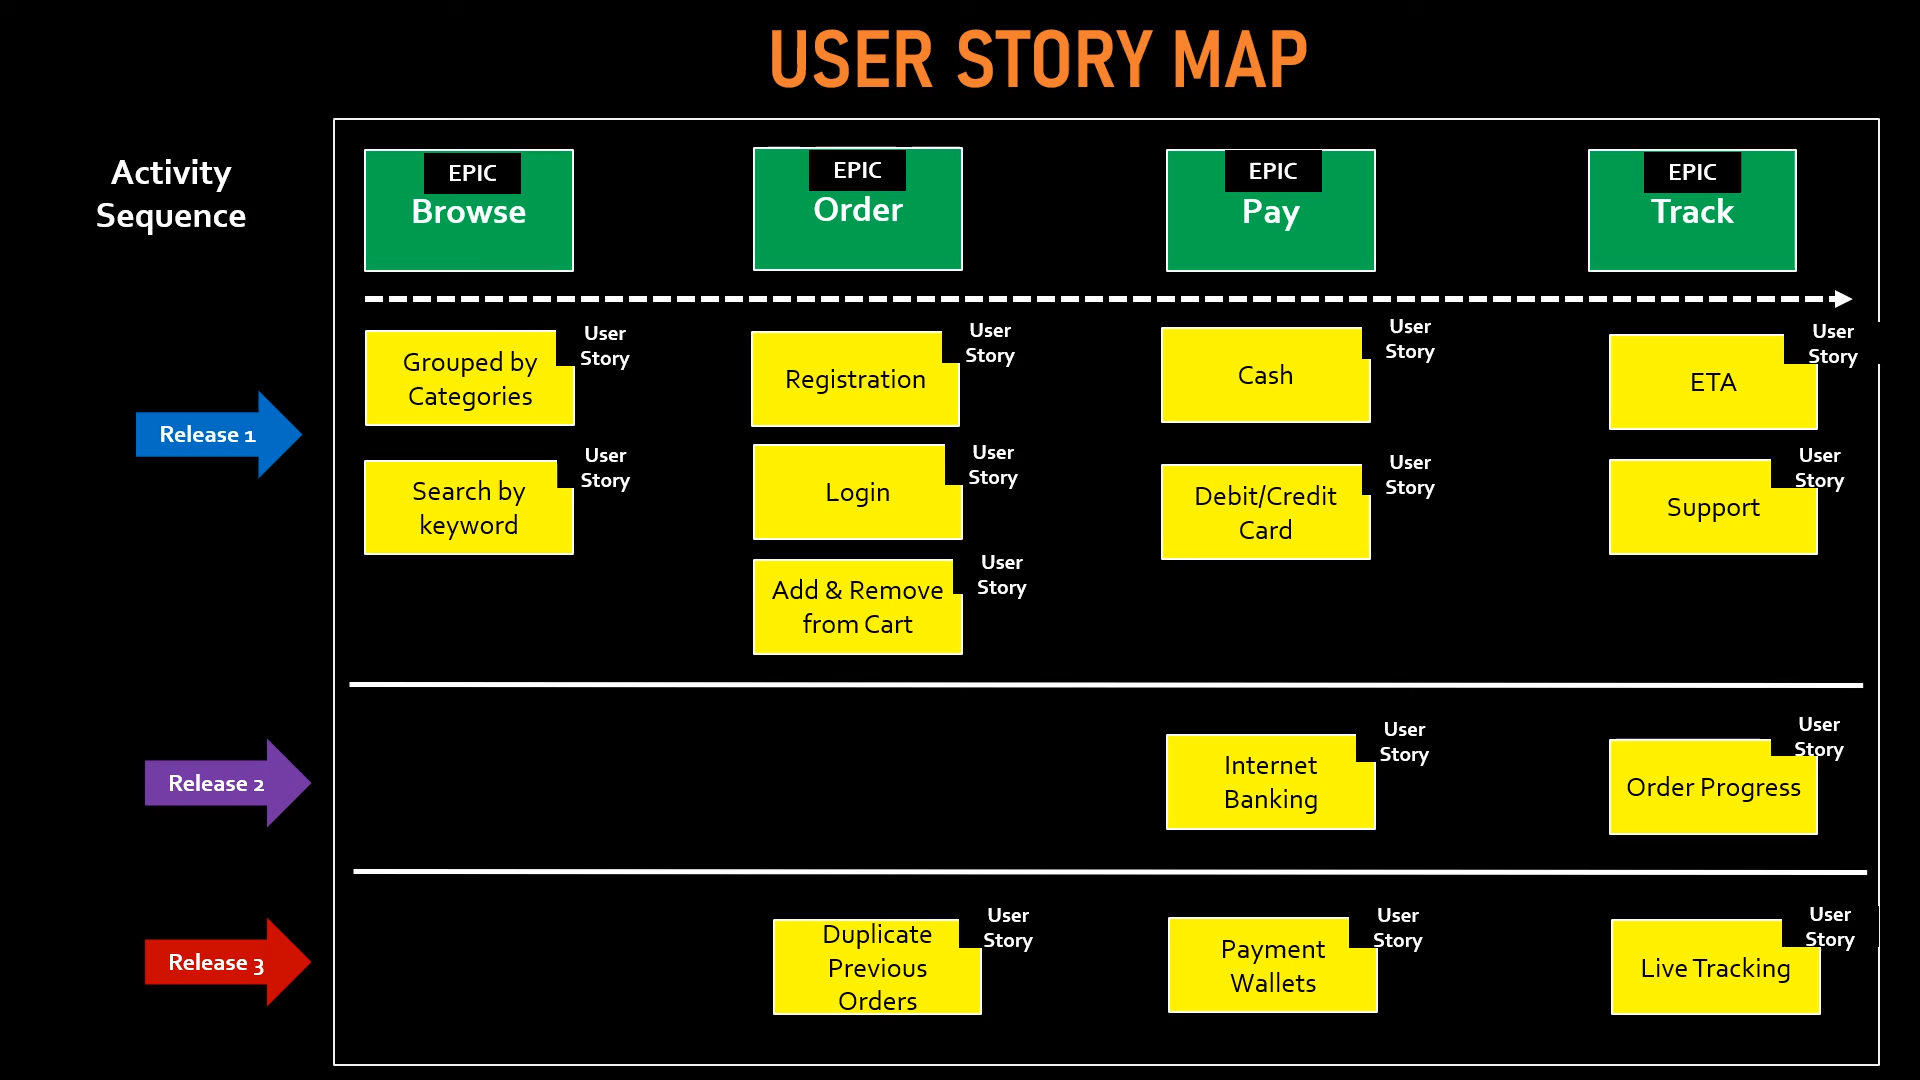 USER STORY MAP
Activity
Sequence
EPIC
Browse
EPIC
Order
EPIC
Pay
EPIC
Track
Release 1
Grouped by
Categories
User
Story
Registration
User
Story
Cash
User
Story
ETA
User
Story
Search by
keyword
User
Story
Login
User
Story
Debit/Credit
Card
User
Story
Support
User
Story
Add & Remove
from Cart
User
Story
Release 2
Internet
Banking
User
Story
Order Progress
User
Story
Release 3
Duplicate
Previous
Orders
User
Story
Payment
Wallets
User
Story
Live Tracking
User
Story